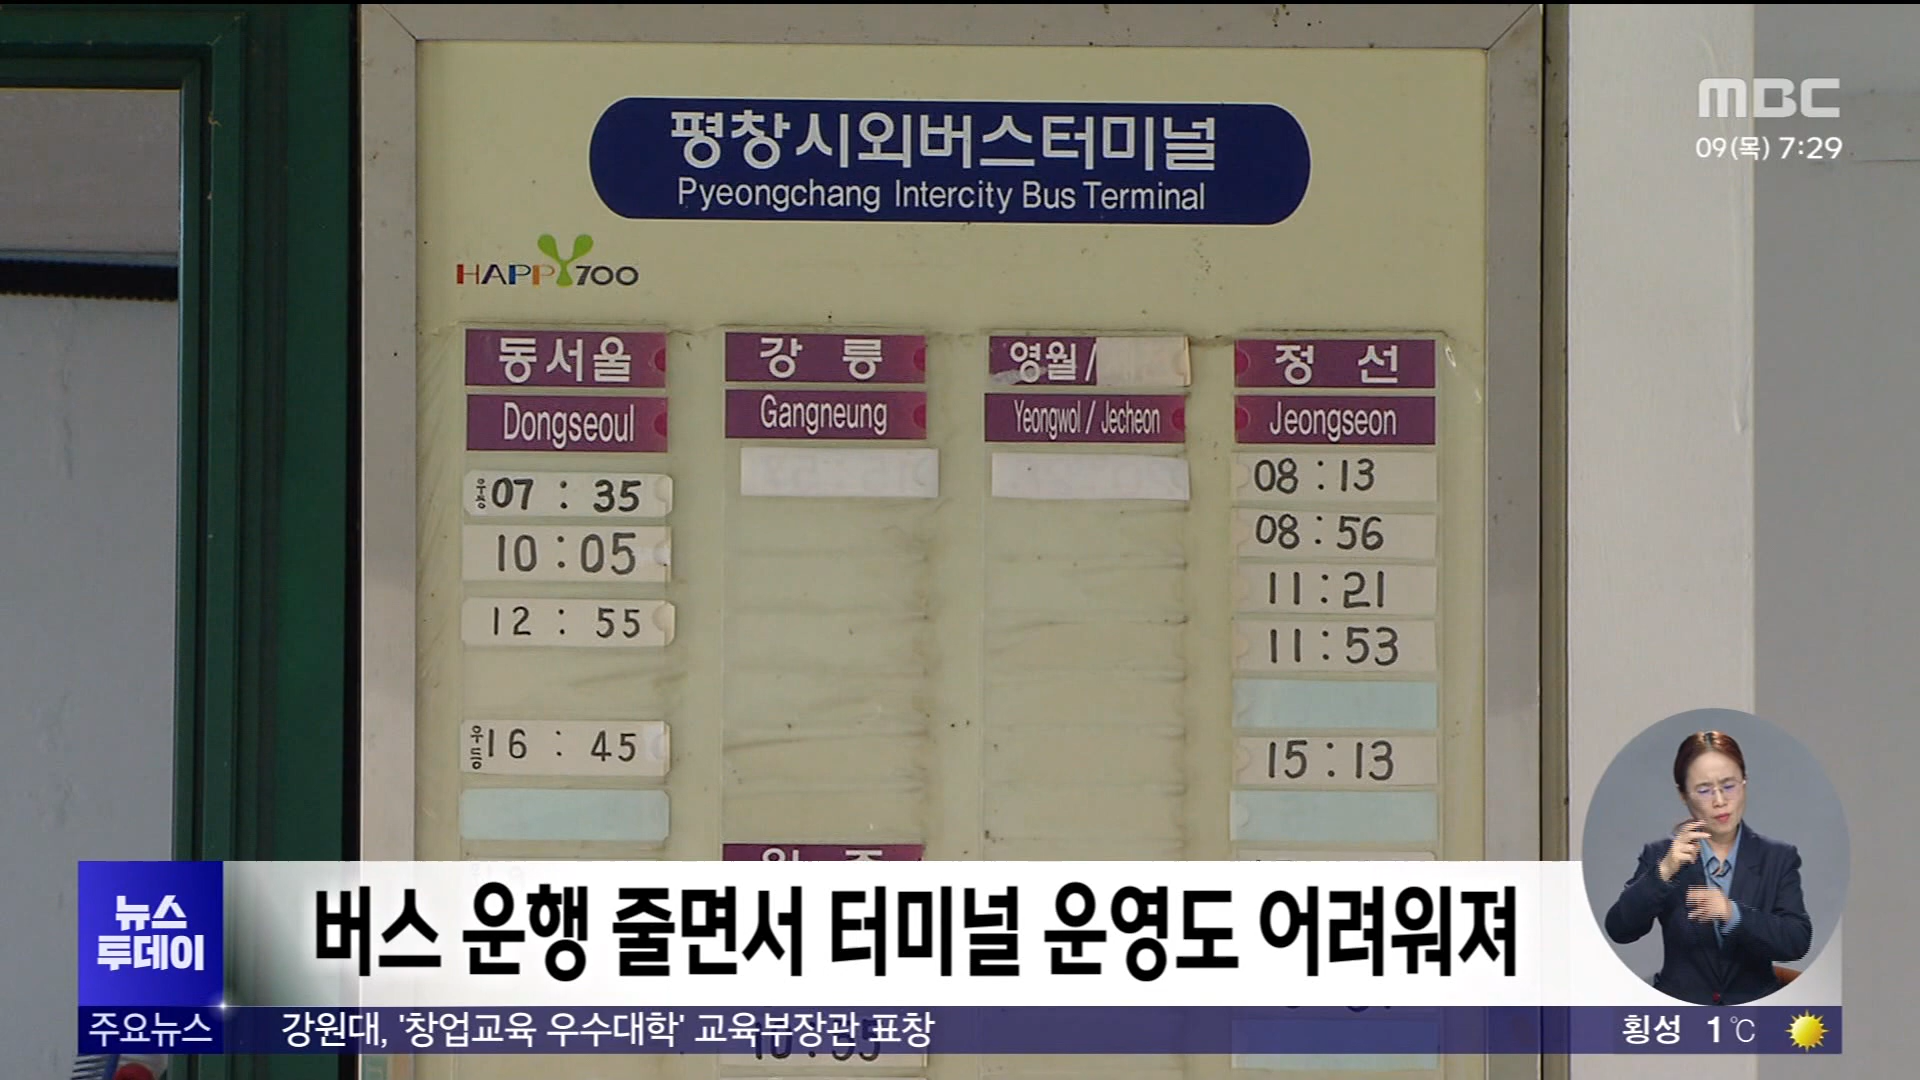 MBC
09(목) 7:29
평창시외버스터미널
Pyeongchang Intercity Bus Terminal
HAPPY700
동서울
Dongseoul
우등 07 : 35
10 : 05
12 : 55
우등 16 : 45
강 릉
Gangneung
영월/
Yeongwol / Jecheon
정 선
Jeongseon
08 : 13
08 : 56
11 : 21
11 : 53
15 : 13
뉴스
투데이
버스 운행 줄면서 터미널 운영도 어려워져
주요뉴스
강원대, '창업교육 우수대학' 교육부장관 표창
횡성 1℃